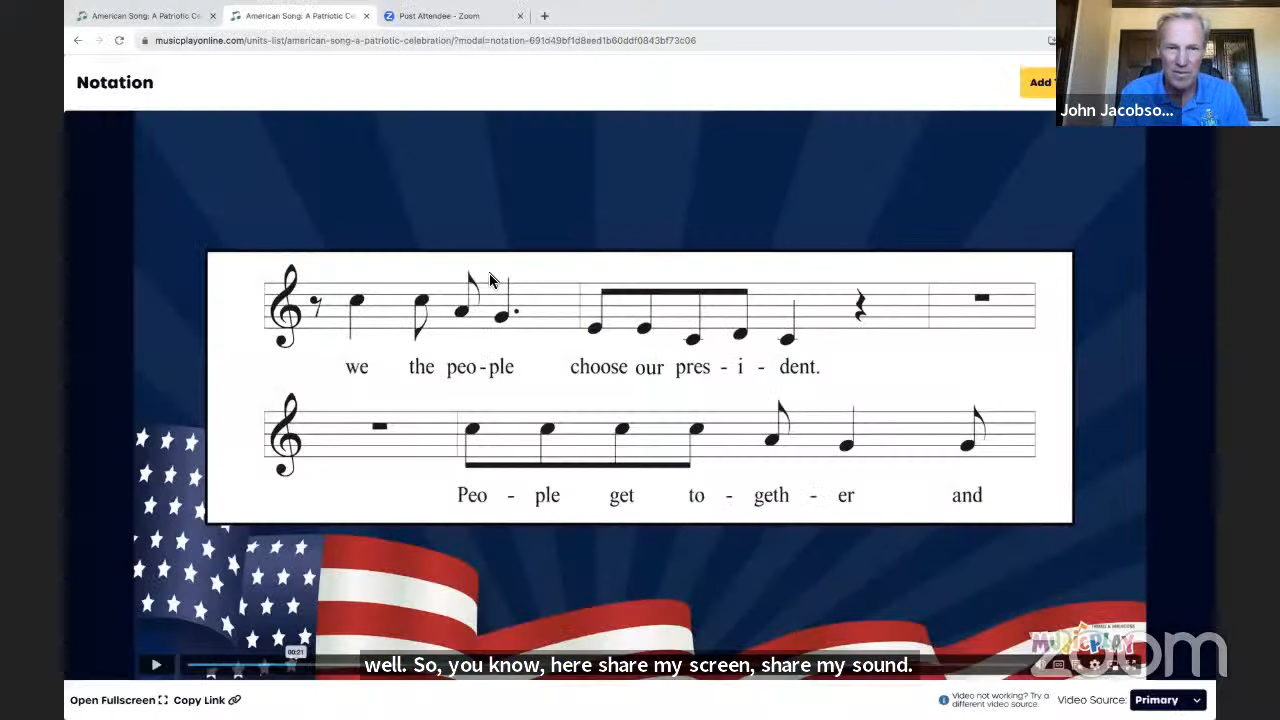 American Song: A Patriotic Ce
American Song: A Patriotic Ce
Post Attendee - Zoom
musicplayonline.com/units-list/american-song-a-patriotic-celebration/?modal=notation-691d49bf1d8eed1b60ddf0843bf73c06
Notation
Add
John Jacobso...
we the peo - ple choose our pres - i - dent.
Peo - ple get to - geth - er and
00:21
MUSICPLAY
zoom
well. So, you know, here share my screen, share my sound.
Open Fullscreen
Copy Link
Video not working? Try a
different video source.
Video Source:
Primary